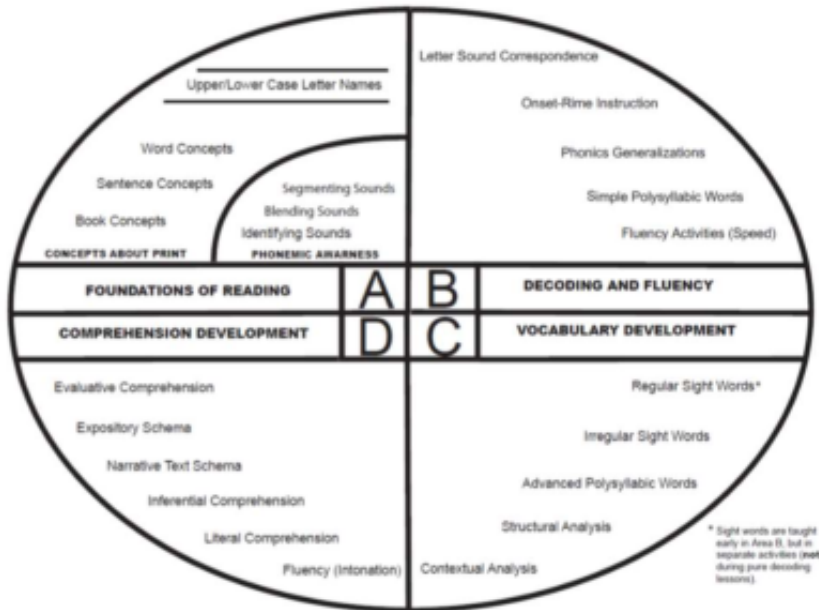 Upper/Lower Case Letter Names
Word Concepts
Sentence Concepts
Book Concepts
CONCEPTS ABOUT PRINT
Segmenting Sounds
Blending Sounds
Identifying Sounds
PHONEMIC AWARNESS
Letter Sound Correspondence
Onset-Rime Instruction
Phonics Generalizations
Simple Polysyllabic Words
Fluency Activities (Speed)
FOUNDATIONS OF READING
A
B
DECODING AND FLUENCY
COMPREHENSION DEVELOPMENT
D
C
VOCABULARY DEVELOPMENT
Evaluative Comprehension
Expository Schema
Narrative Text Schema
Inferential Comprehension
Literal Comprehension
Fluency (Intonation)
Regular Sight Words*
Irregular Sight Words
Advanced Polysyllabic Words
Structural Analysis
Contextual Analysis
* Sight words are taught
early in Area B, but in
separate activities (not
during pure decoding
lessons).